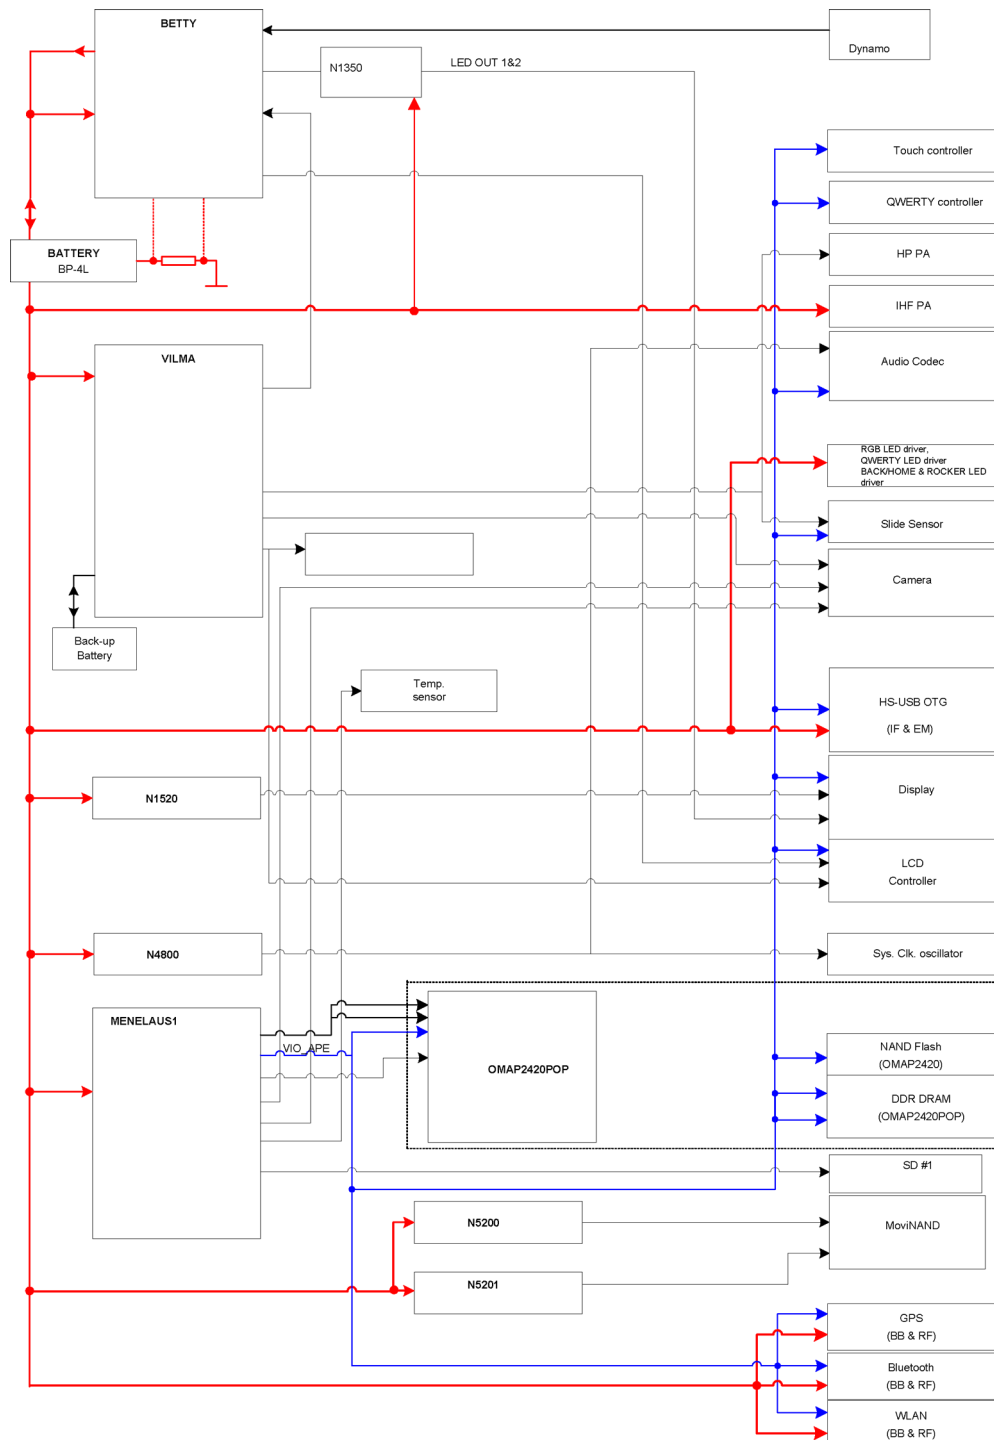 BETTY
Dynamo
N1350
LED OUT 1&2
Touch controller
QWERTY controller
BATTERY
BP-4L
HP PA
IHF PA
VILMA
Audio Codec
RGB LED driver,
QWERTY LED driver
BACK/HOME & ROCKER LED
driver
Slide Sensor
Camera
Back-up
Battery
Temp.
sensor
HS-USB OTG
(IF & EM)
N1520
Display
LCD
Controller
N4800
Sys. Clk. oscillator
MENELAUS1
VIO_APE
OMAP2420POP
NAND Flash
(OMAP2420)
DDR DRAM
(OMAP2420POP)
SD #1
N5200
MoviNAND
N5201
GPS
(BB & RF)
Bluetooth
(BB & RF)
WLAN
(BB & RF)